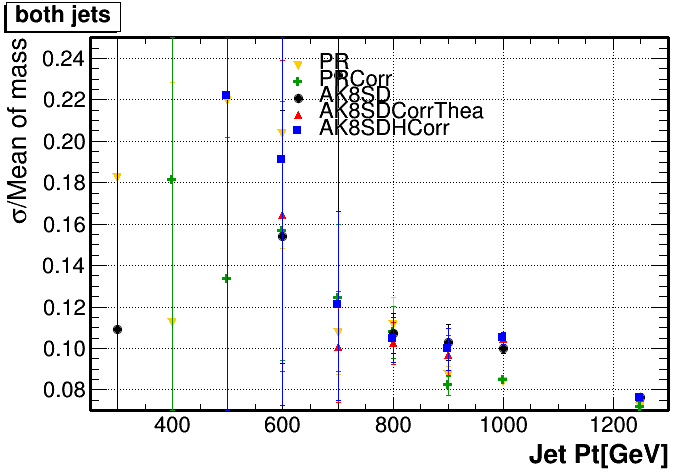 both jets
σ/Mean of mass
0.24
0.22
0.20
0.18
0.16
0.14
0.12
0.10
0.08
PR
PRCorr
AK8SD
AK8SDCorrThea
AK8SDHCorr
400 600 800 1000 1200
Jet Pt[GeV]